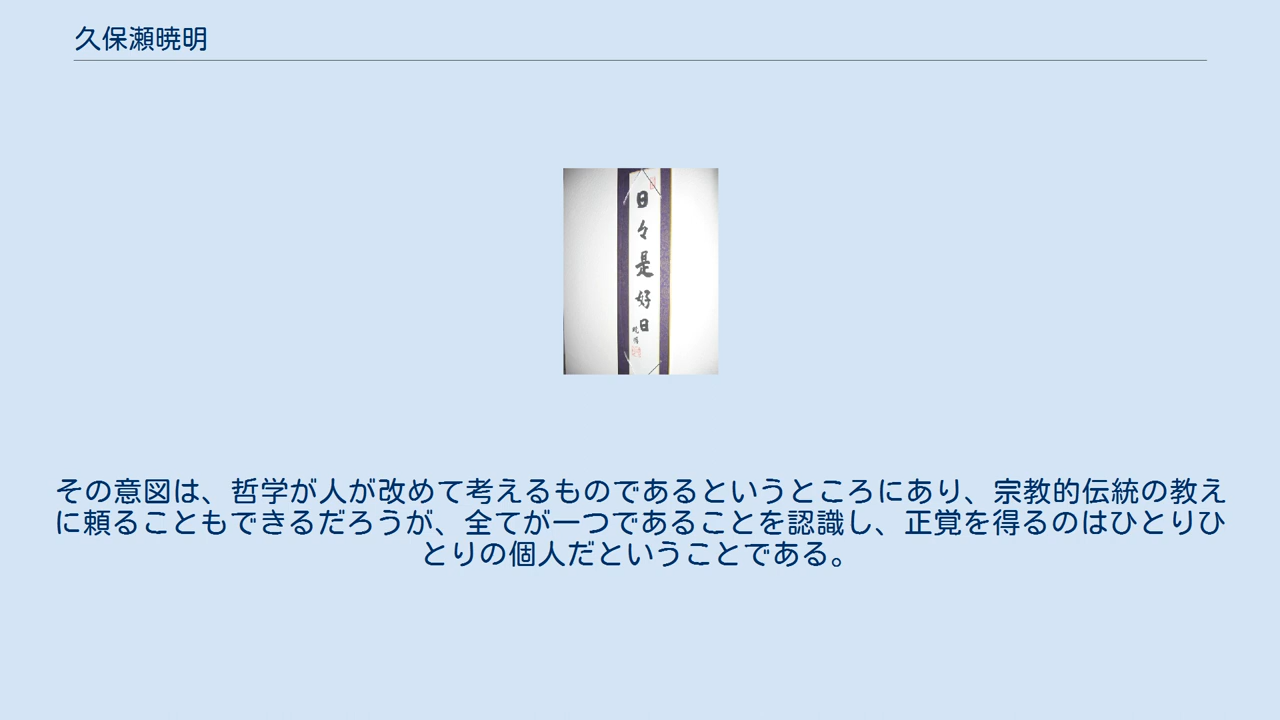 久保瀬暁明
日々是好日
その意図は、哲学が人が改めて考えるものであるというところにあり、宗教的伝統の教え
に頼ることもできるだろうが、全てが一つであることを認識し、正覚を得るのはひとりひ
とりの個人だということである。